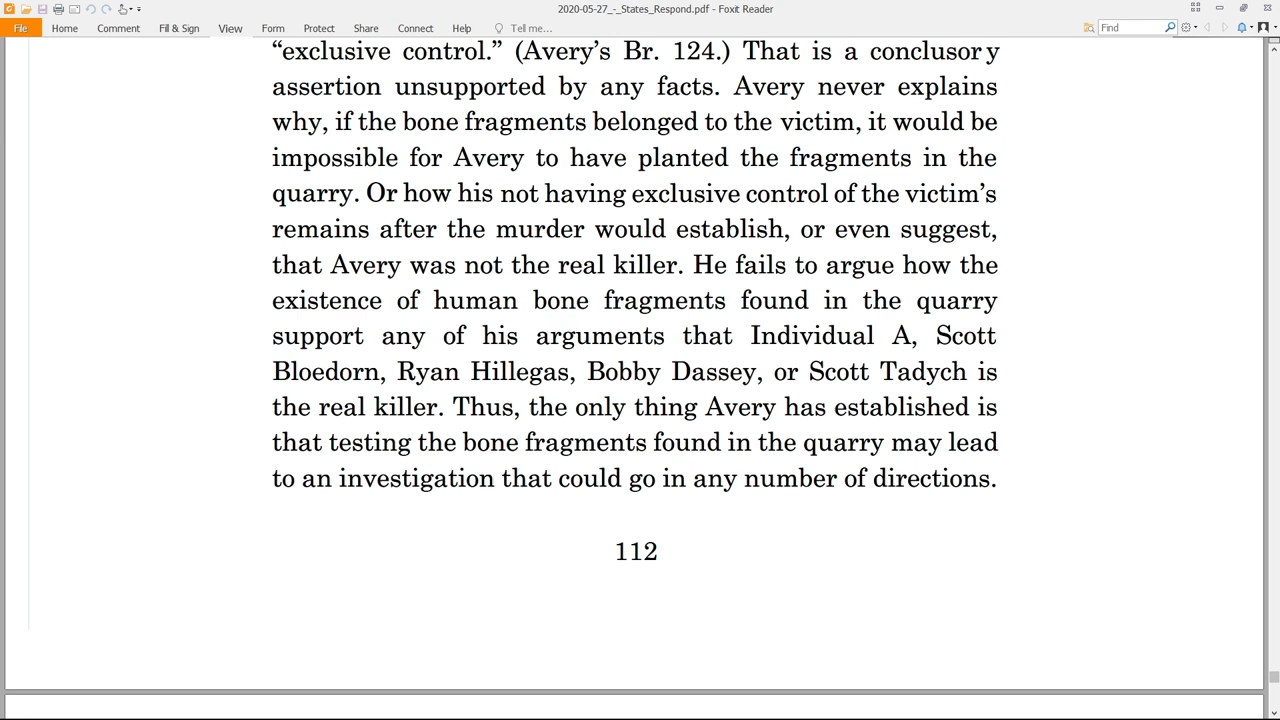 2020-05-27_-_States_Respond.pdf - Foxit Reader
File Home Comment Fill & Sign View Form Protect Share Connect Help Tell me... Find
“exclusive control.” (Avery’s Br. 124.) That is a conclusory
assertion unsupported by any facts. Avery never explains
why, if the bone fragments belonged to the victim, it would be
impossible for Avery to have planted the fragments in the
quarry. Or how his not having exclusive control of the victim’s
remains after the murder would establish, or even suggest,
that Avery was not the real killer. He fails to argue how the
existence of human bone fragments found in the quarry
support any of his arguments that Individual A, Scott
Bloedorn, Ryan Hillegas, Bobby Dassey, or Scott Tadych is
the real killer. Thus, the only thing Avery has established is
that testing the bone fragments found in the quarry may lead
to an investigation that could go in any number of directions.
112